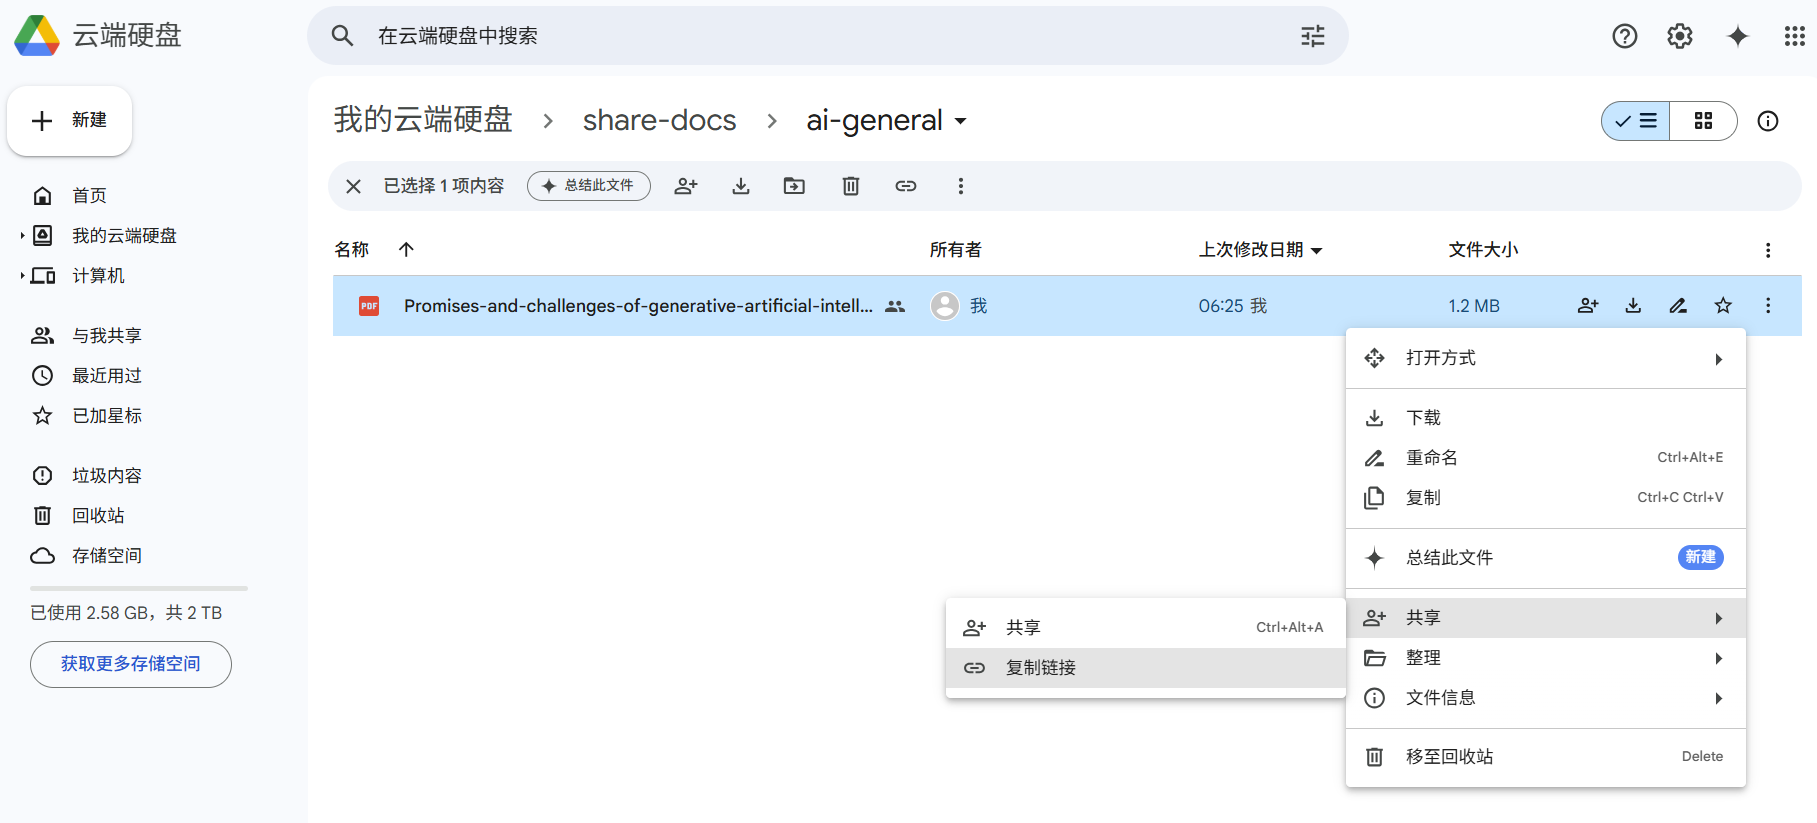 云端硬盘
在云端硬盘中搜索
新建
首页
我的云端硬盘
计算机
与我共享
最近用过
已加星标
垃圾内容
回收站
存储空间
已使用 2.58 GB，共 2 TB
获取更多存储空间
我的云端硬盘 share-docs ai-general
已选择 1 项内容 总结此文件
名称 所有者 上次修改日期 文件大小
PDF Promises-and-challenges-of-generative-artificial-intell... 我 06:25 我 1.2 MB
打开方式
下载
重命名 Ctrl+Alt+E
复制 Ctrl+C Ctrl+V
总结此文件 新建
共享
整理
文件信息
移至回收站 Delete
共享 Ctrl+Alt+A
复制链接